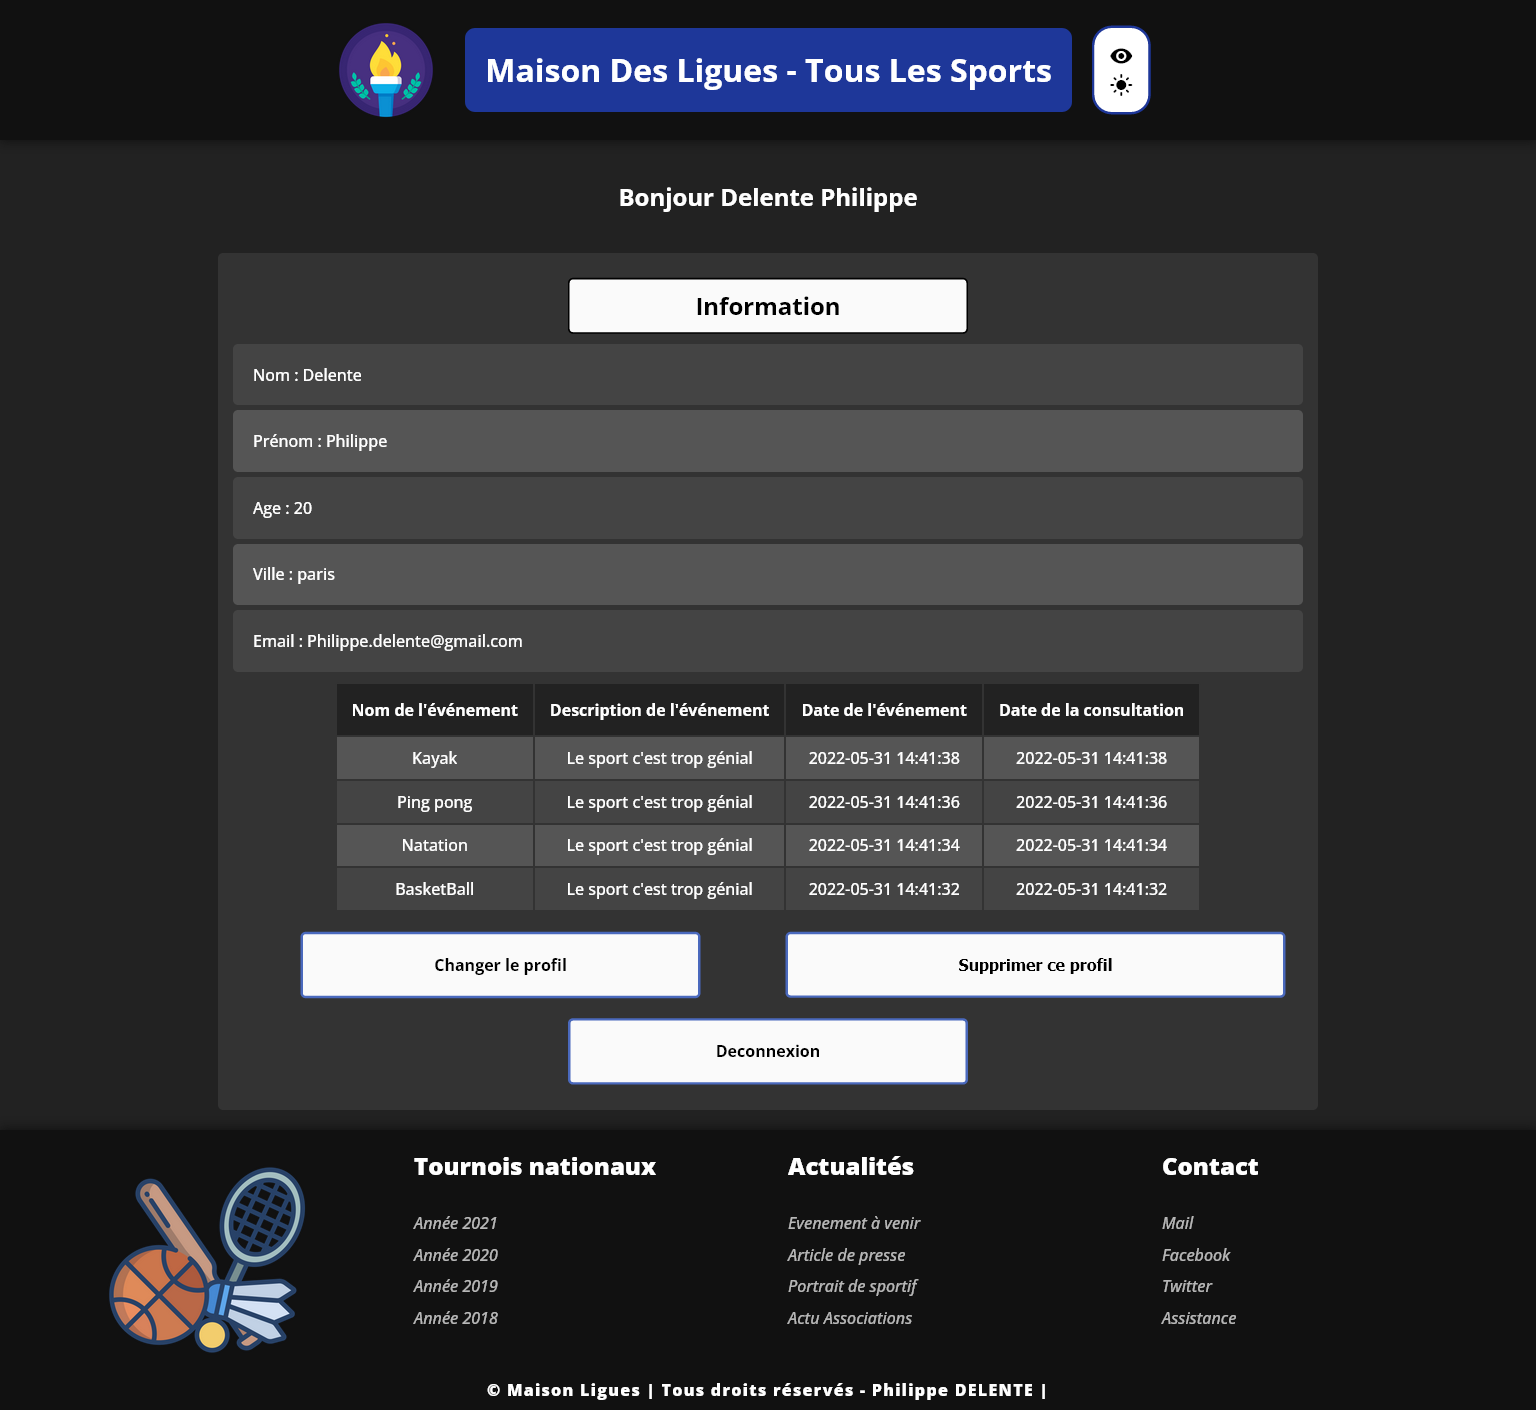 Maison Des Ligues - Tous Les Sports
Bonjour Delente Philippe
Information
Nom : Delente
Prénom : Philippe
Age : 20
Ville : paris
Email : Philippe.delente@gmail.com
Nom de l'événement Description de l'événement Date de l'événement Date de la consultation
Kayak Le sport c'est trop génial 2022-05-31 14:41:38 2022-05-31 14:41:38
Ping pong Le sport c'est trop génial 2022-05-31 14:41:36 2022-05-31 14:41:36
Natation Le sport c'est trop génial 2022-05-31 14:41:34 2022-05-31 14:41:34
BasketBall Le sport c'est trop génial 2022-05-31 14:41:32 2022-05-31 14:41:32
Changer le profil Supprimer ce profil
Deconnexion
Tournois nationaux
Année 2021
Année 2020
Année 2019
Année 2018
Actualités
Evenement à venir
Article de presse
Portrait de sportif
Actu Associations
Contact
Mail
Facebook
Twitter
Assistance
© Maison Ligues | Tous droits réservés - Philippe DELENTE |